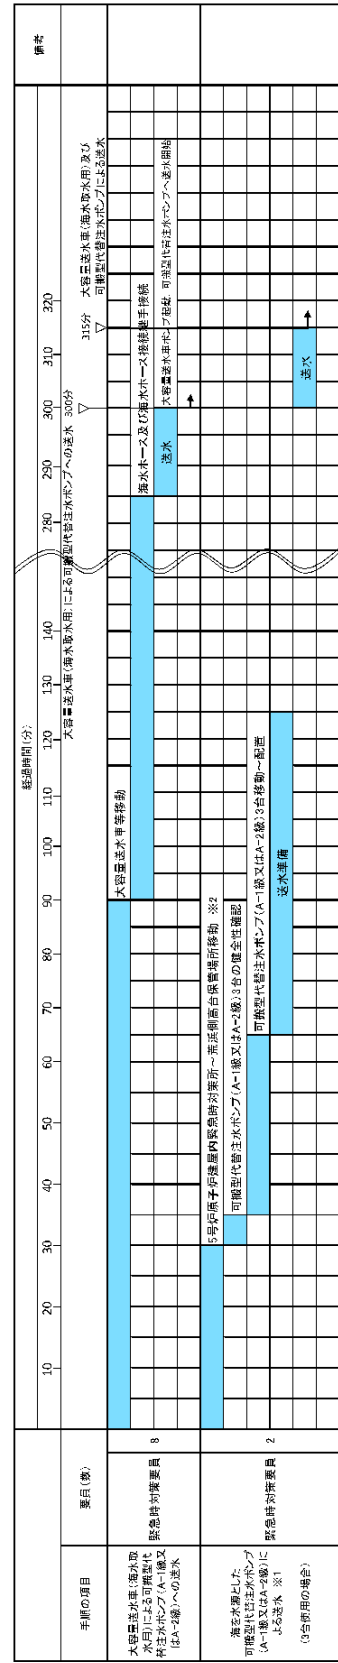 経過時間(分)
備考
10 20 30 40 50 60 70 80 90 100 110 120 130 140 280 290 300 310 320
手順の項目
要員(数)
大容量送水車(海水取水用)による可搬型代替注水ポンプへの送水 300分
315分
大容量送水車(海水取水用)及び
可搬型代替注水ポンプによる送水
大容量送水車(海水取
水用)による可搬型代
替注水ポンプ(A-1級又
はA-2級)への送水
緊急時対策要員
8
大容量送水車等移動
海水ホース及び海水ホース接続継手接続
送水
大容量送水車ポンプ起動、可搬型代替注水ポンプへ送水開始
海を水源とした
可搬型代替注水ポンプ
(A-1級又はA-2級)に
よる送水 ※1
(3台使用の場合)
緊急時対策要員
2
5号炉原子炉建屋内緊急時対策所~荒浜側高台保管場所移動 ※2
可搬型代替注水ポンプ(A-1級又はA-2級)3台の健全性確認
可搬型代替注水ポンプ(A-1級又はA-2級)3台移動~配置
送水準備
送水